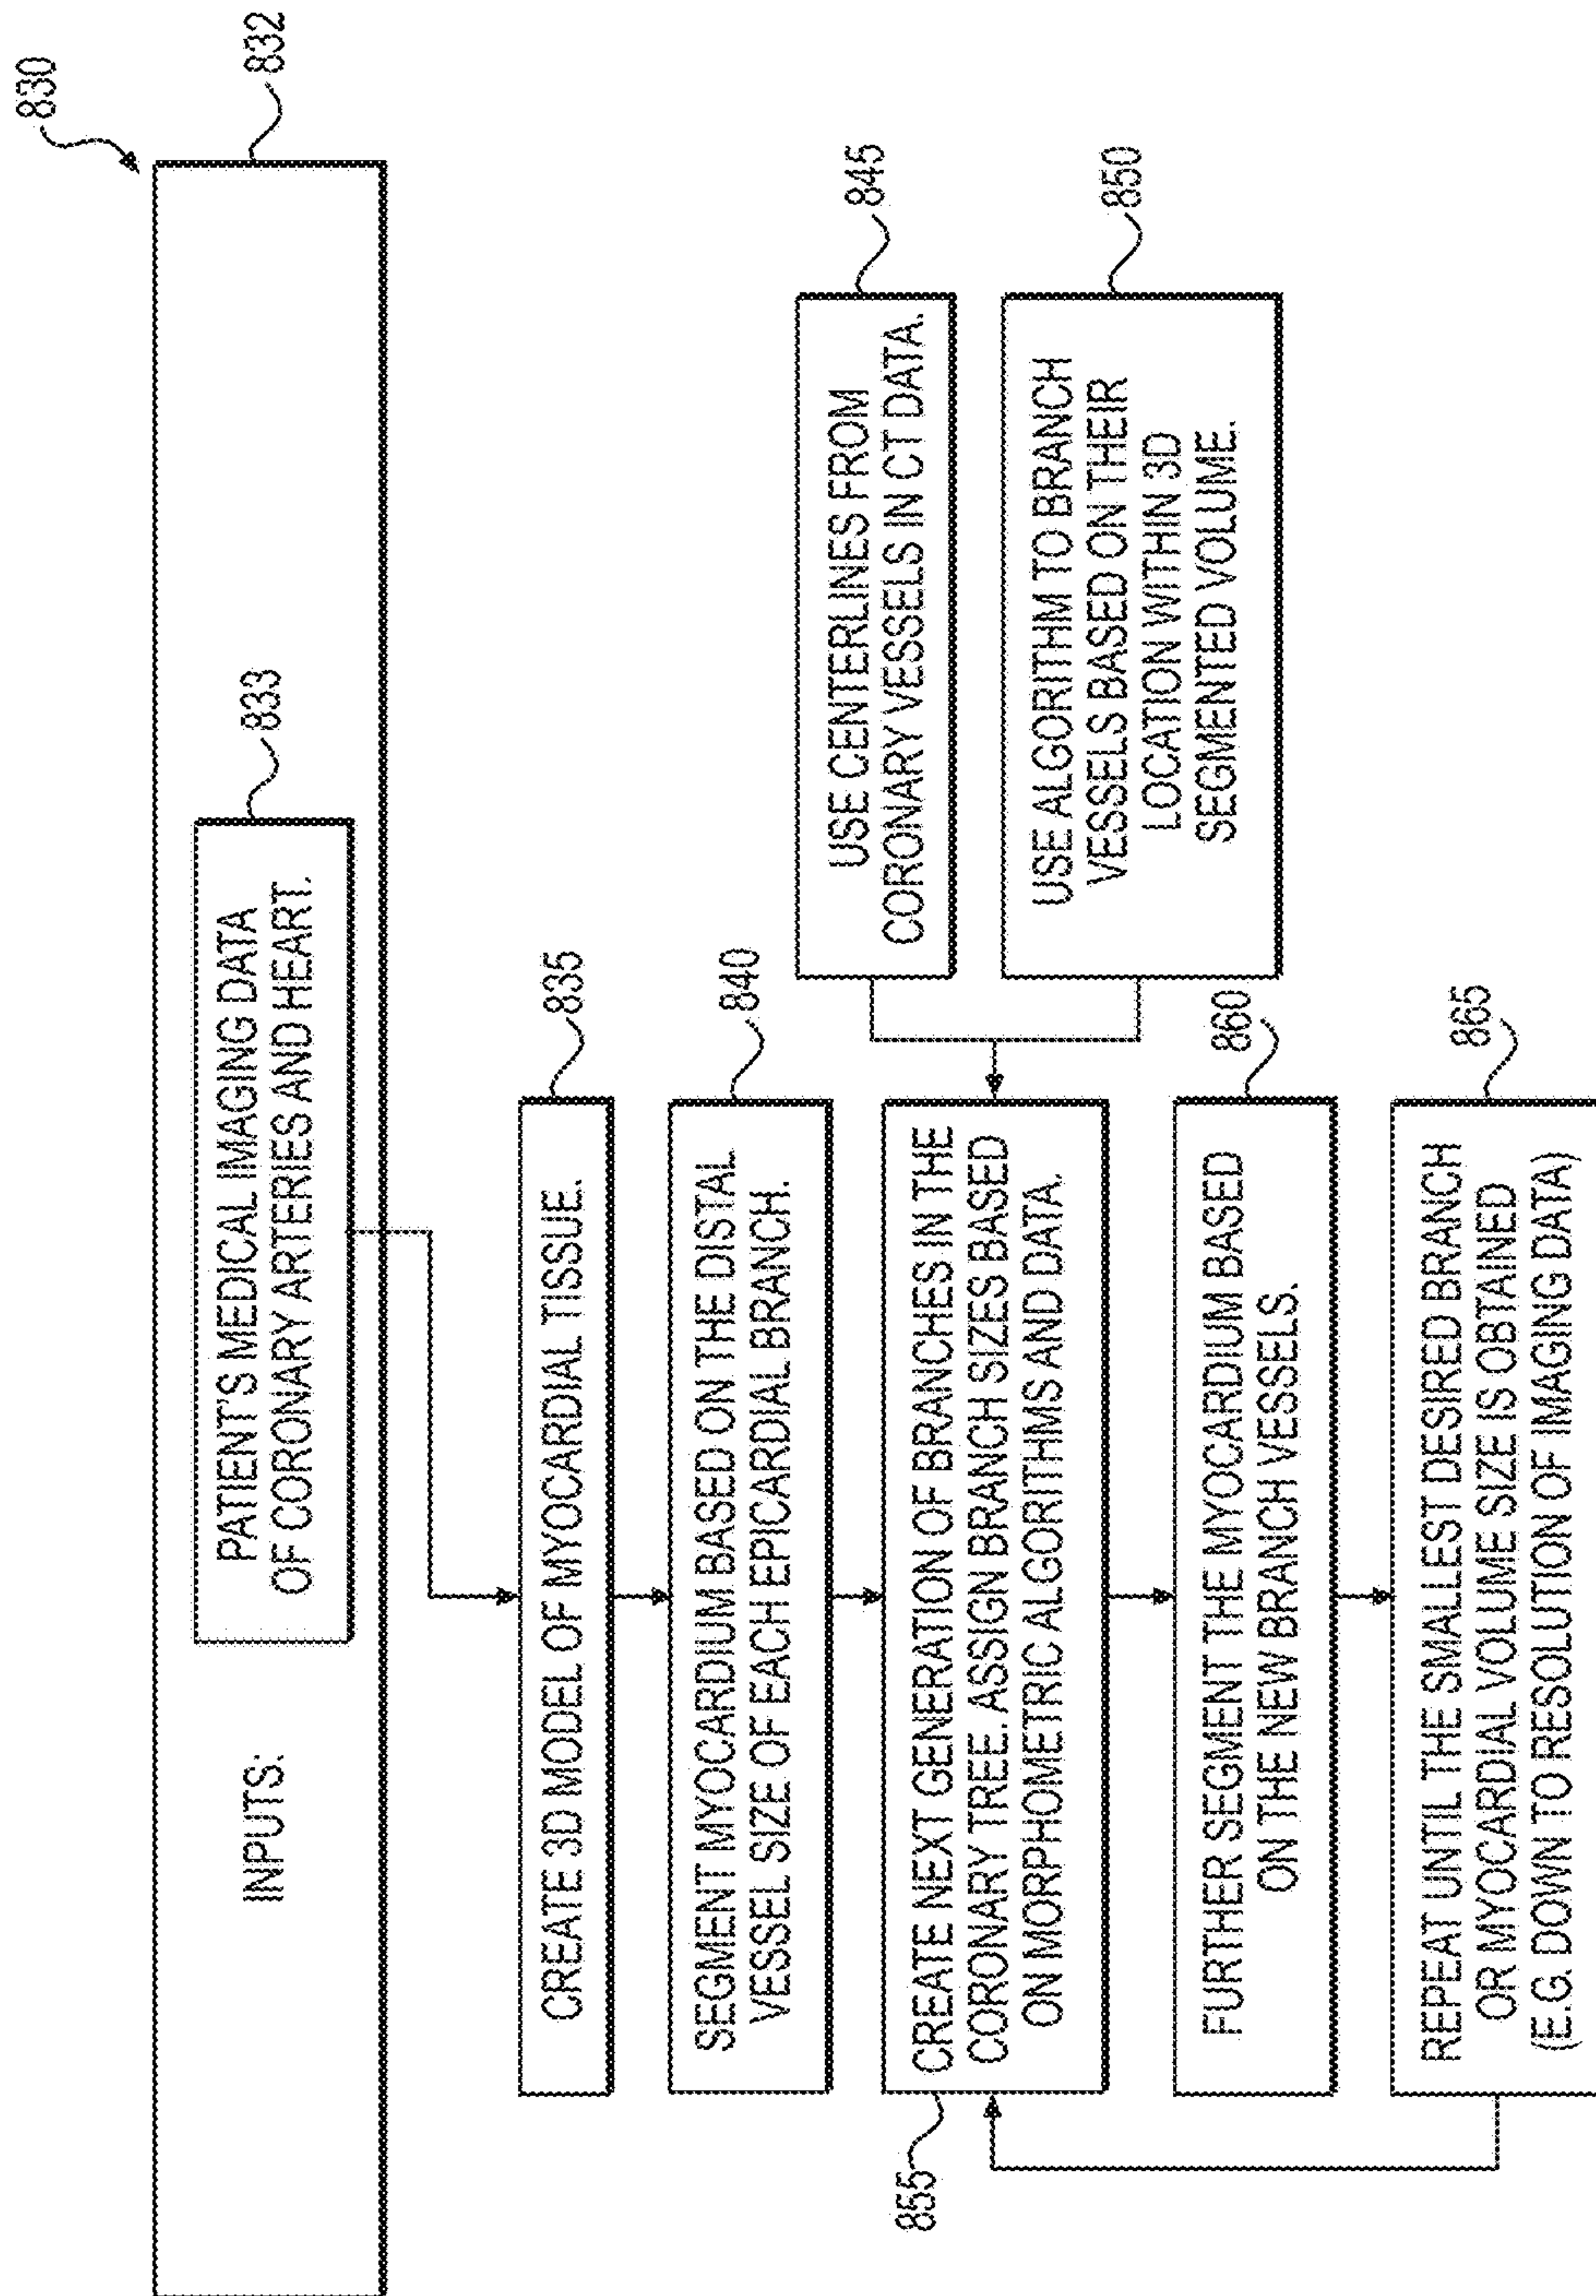 830
832
INPUTS:
833
PATIENT'S MEDICAL IMAGING DATA
OF CORONARY ARTERIES AND HEART.
835
CREATE 3D MODEL OF MYOCARDIAL TISSUE.
840
SEGMENT MYOCARDIUM BASED ON THE DISTAL
VESSEL SIZE OF EACH EPICARDIAL BRANCH.
845
USE CENTERLINES FROM
CORONARY VESSELS IN CT DATA.
850
USE ALGORITHM TO BRANCH
VESSELS BASED ON THEIR
LOCATION WITHIN 3D
SEGMENTED VOLUME.
855
CREATE NEXT GENERATION OF BRANCHES IN THE
CORONARY TREE. ASSIGN BRANCH SIZES BASED
ON MORPHOMETRIC ALGORITHMS AND DATA.
860
FURTHER SEGMENT THE MYOCARDIUM BASED
ON THE NEW BRANCH VESSELS.
865
REPEAT UNTIL THE SMALLEST DESIRED BRANCH
OR MYOCARDIAL VOLUME SIZE IS OBTAINED
(E.G. DOWN TO RESOLUTION OF IMAGING DATA)